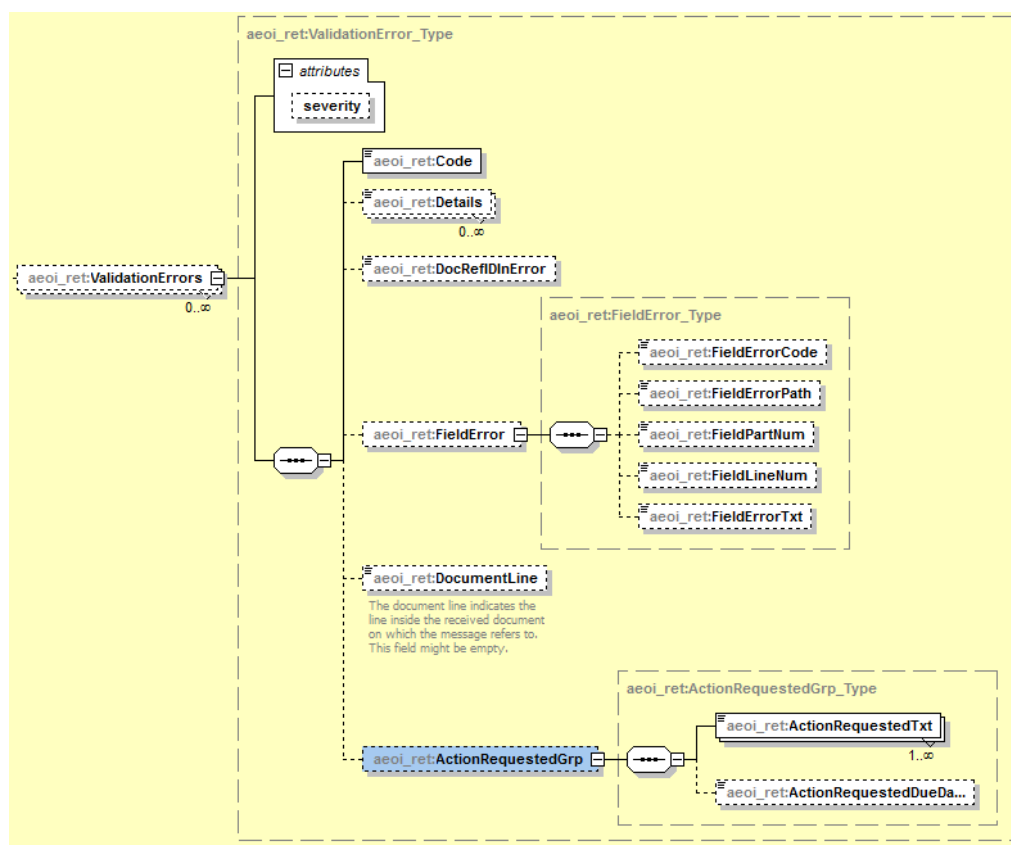 aeoi_ret:ValidationError_Type
attributes
severity
aeoi_ret:Code
aeoi_ret:Details
0..∞
aeoi_ret:DocRefIDInError
aeoi_ret:ValidationErrors
0..∞
aeoi_ret:FieldError_Type
aeoi_ret:FieldErrorCode
aeoi_ret:FieldErrorPath
aeoi_ret:FieldError
aeoi_ret:FieldPartNum
aeoi_ret:FieldLineNum
aeoi_ret:FieldErrorTxt
aeoi_ret:DocumentLine
The document line indicates the
line inside the received document
on which the message refers to.
This field might be empty.
aeoi_ret:ActionRequestedGrp_Type
aeoi_ret:ActionRequestedTxt
1..∞
aeoi_ret:ActionRequestedGrp
aeoi_ret:ActionRequestedDueDa...